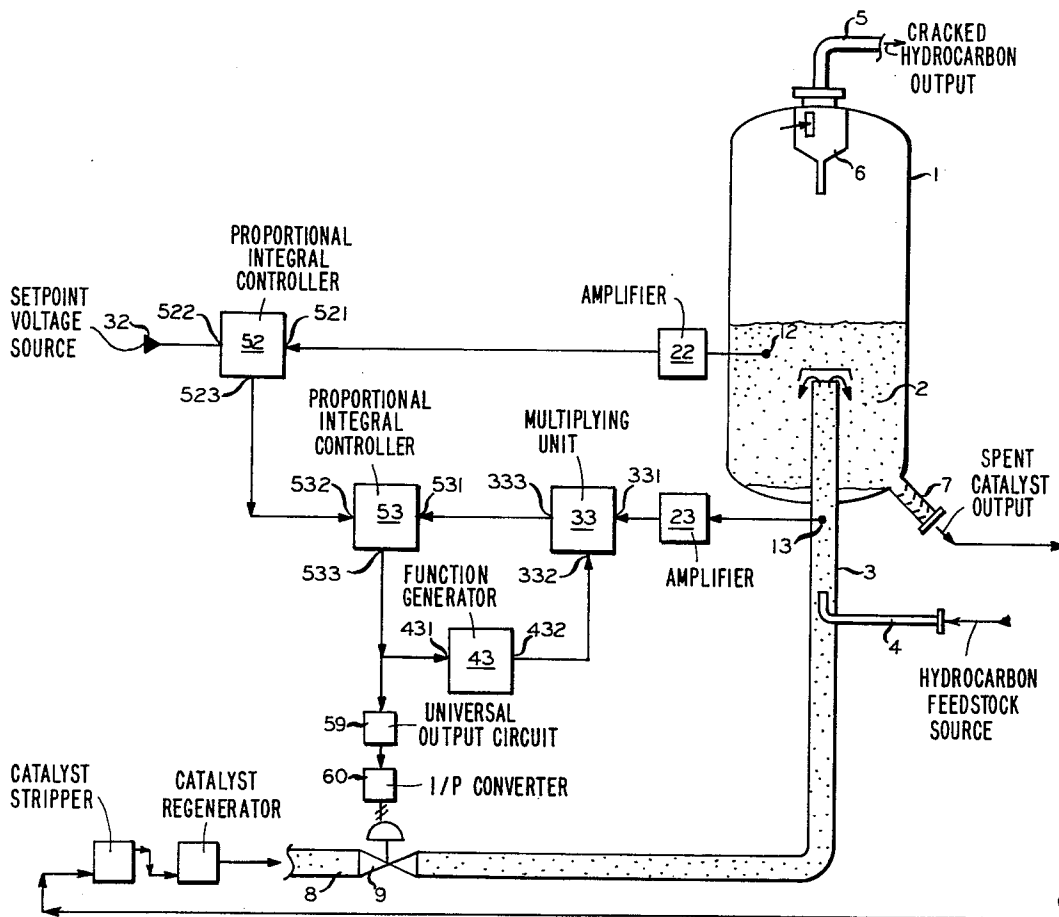 5
CRACKED
HYDROCARBON
OUTPUT
6
1
PROPORTIONAL
INTEGRAL
CONTROLLER
SETPOINT
VOLTAGE
SOURCE
32
522
52
521
523
AMPLIFIER
22
12
2
PROPORTIONAL
INTEGRAL
CONTROLLER
MULTIPLYING
UNIT
532
53
531
533
333
33
331
332
23
AMPLIFIER
13
7
SPENT
CATALYST
OUTPUT
3
FUNCTION
GENERATOR
431
43
432
4
HYDROCARBON
FEEDSTOCK
SOURCE
59
UNIVERSAL
OUTPUT CIRCUIT
60
I/P CONVERTER
CATALYST
STRIPPER
CATALYST
REGENERATOR
8
9